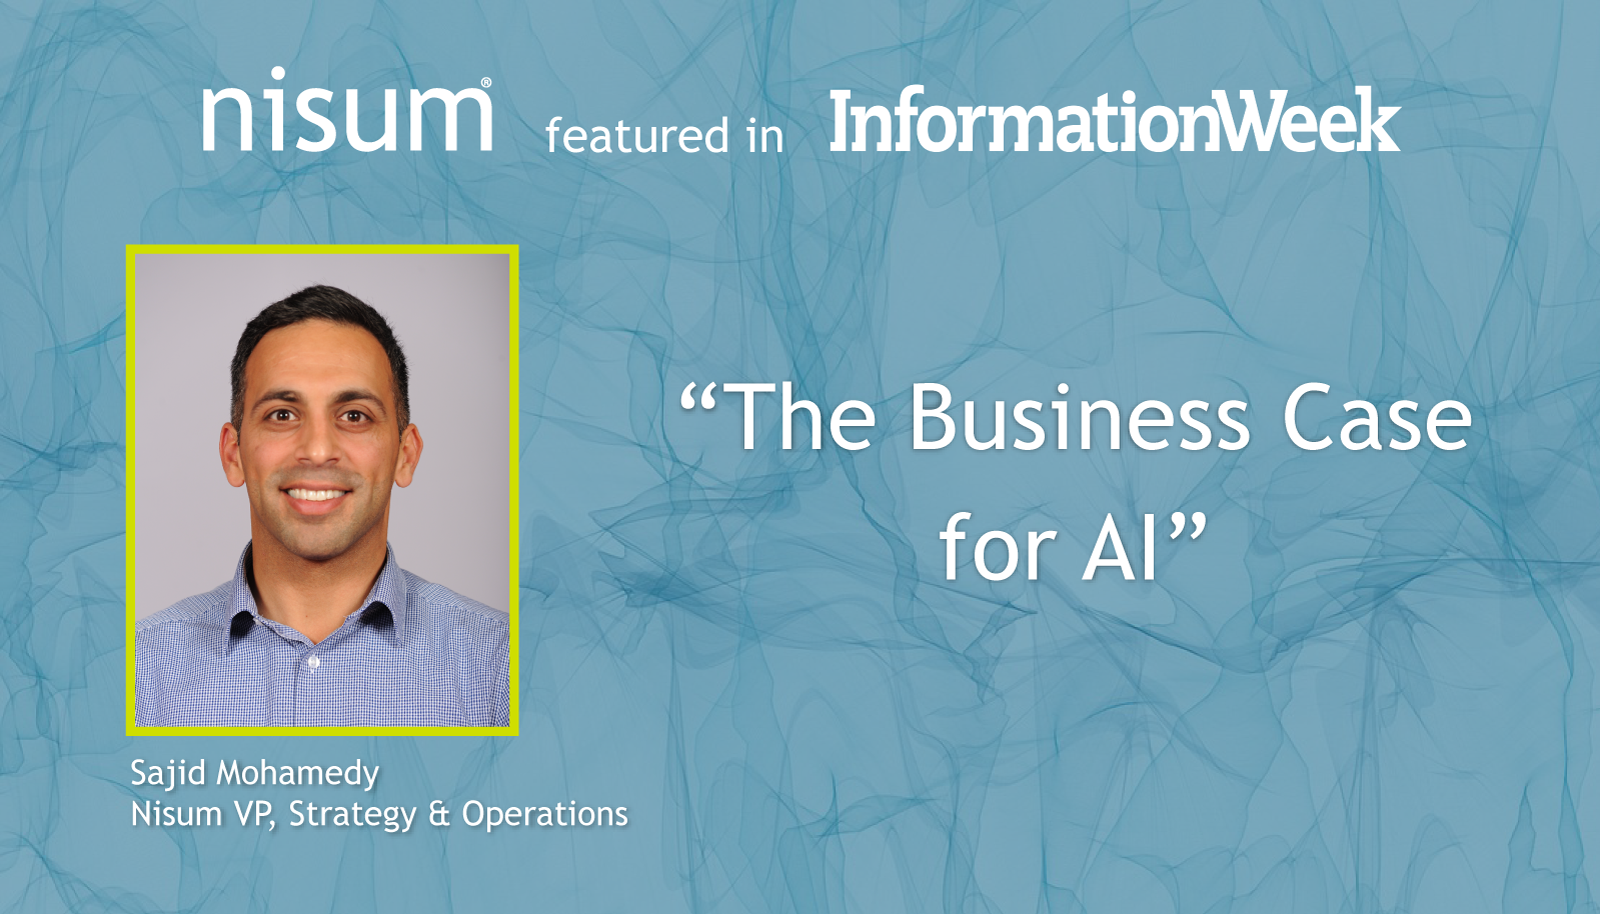 nisum® featured in InformationWeek
“The Business Case
for AI”
Sajid Mohamedy
Nisum VP, Strategy & Operations